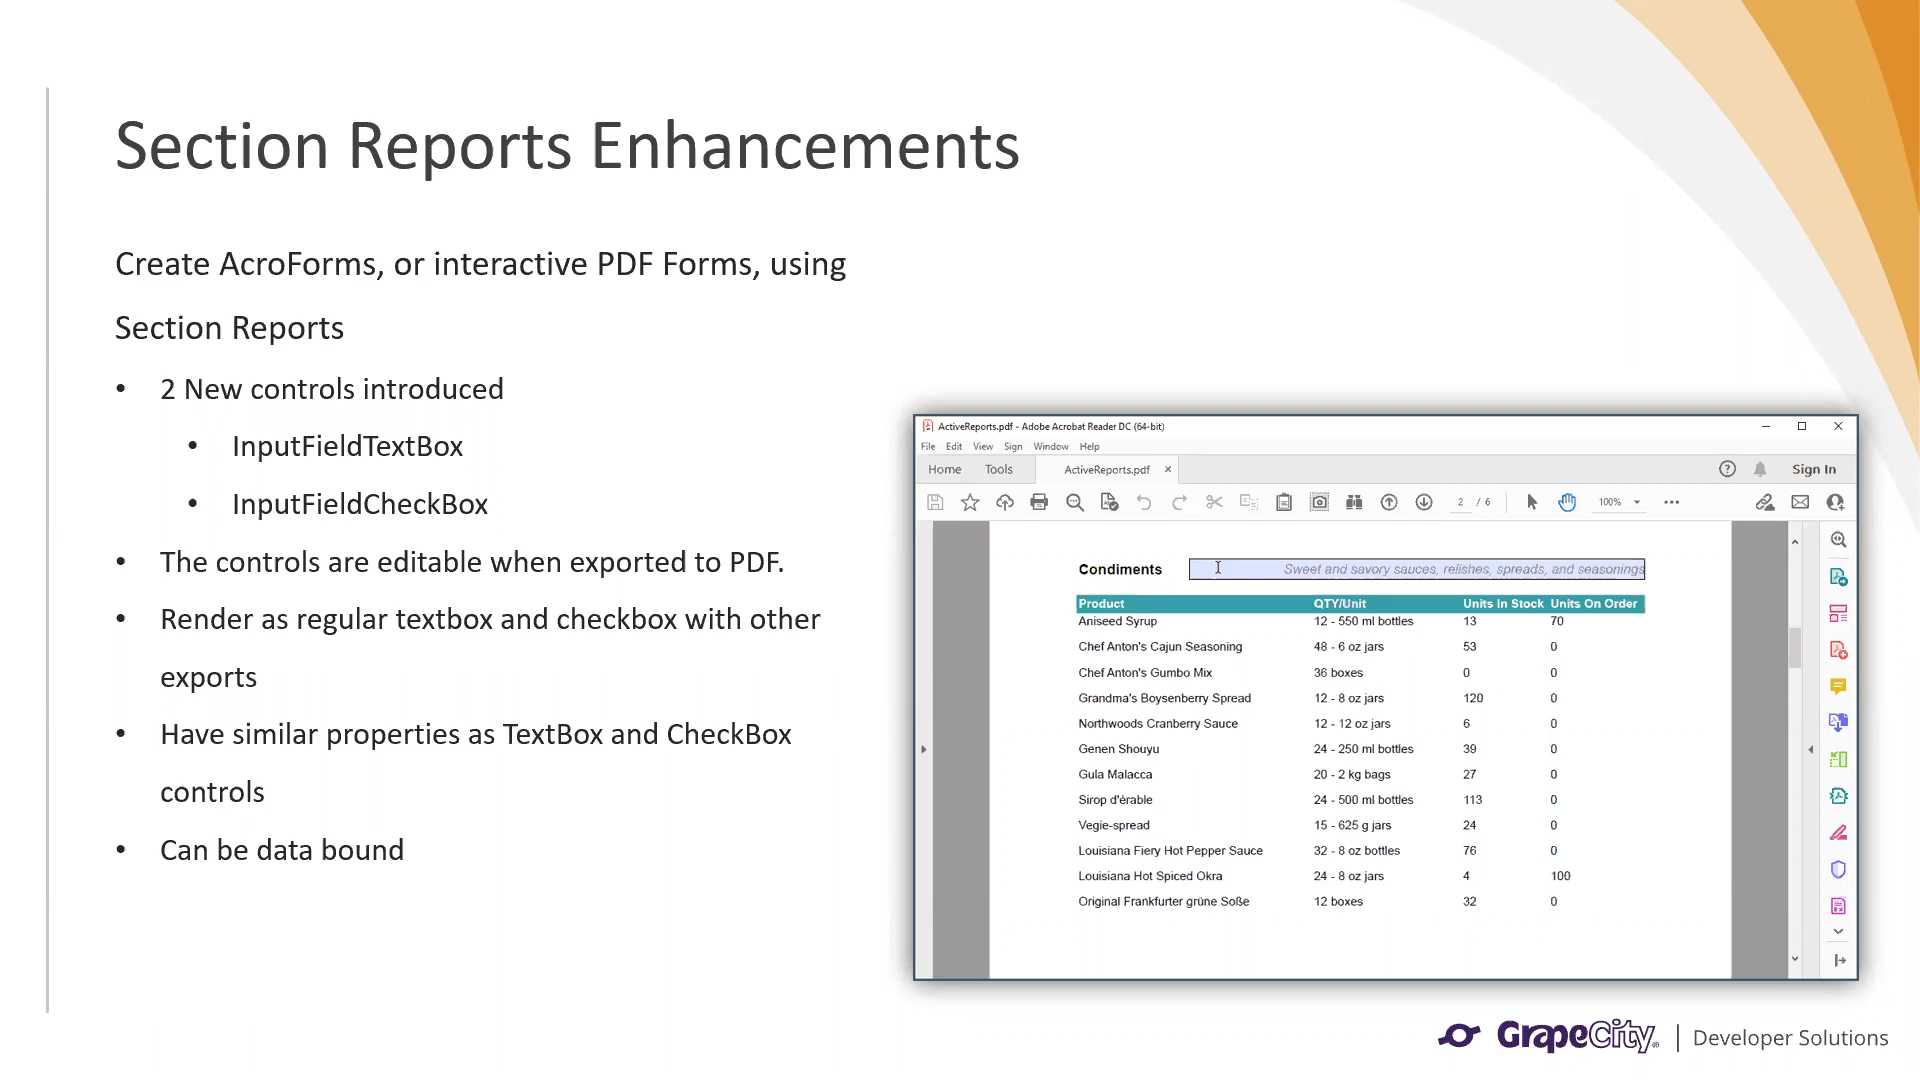 Section Reports Enhancements
Create AcroForms, or interactive PDF Forms, using
Section Reports
• 2 New controls introduced
• InputFieldTextBox
• InputFieldCheckBox
• The controls are editable when exported to PDF.
• Render as regular textbox and checkbox with other
exports
• Have similar properties as TextBox and CheckBox
controls
• Can be data bound
ActiveReports.pdf - Adobe Acrobat Reader DC (64-bit)
File Edit View Sign Window Help
Home Tools ActiveReports.pdf × Sign In
2 / 6 100%
Condiments Sweet and savory sauces, relishes, spreads, and seasonings
Product QTY/Unit Units In Stock Units On Order
Aniseed Syrup 12 - 550 ml bottles 13 70
Chef Anton's Cajun Seasoning 48 - 6 oz jars 53 0
Chef Anton's Gumbo Mix 36 boxes 0 0
Grandma's Boysenberry Spread 12 - 8 oz jars 120 0
Northwoods Cranberry Sauce 12 - 12 oz jars 6 0
Genen Shouyu 24 - 250 ml bottles 39 0
Gula Malacca 20 - 2 kg bags 27 0
Sirop d'érable 24 - 500 ml bottles 113 0
Vegie-spread 15 - 625 g jars 24 0
Louisiana Fiery Hot Pepper Sauce 32 - 8 oz bottles 76 0
Louisiana Hot Spiced Okra 24 - 8 oz jars 4 100
Original Frankfurter grüne Soße 12 boxes 32 0
GrapeCity® | Developer Solutions